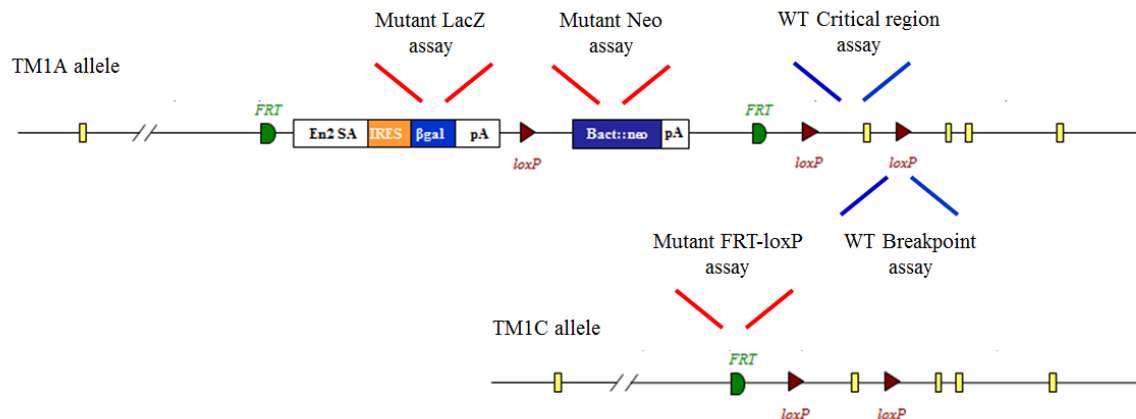 Mutant LacZ
assay
Mutant Neo
assay
WT Critical region
assay
TM1A allele
FRT
En2 SA
IRES
βgal
pA
loxP
Bact::neo
pA
FRT
loxP
loxP
Mutant FRT-loxP
assay
WT Breakpoint
assay
TM1C allele
FRT
loxP
loxP